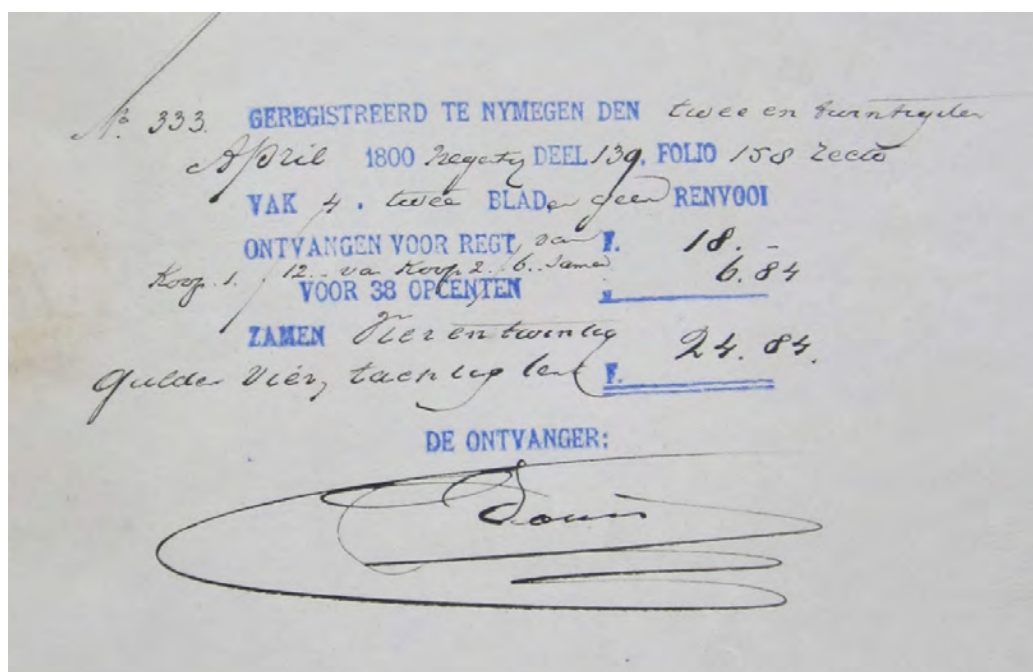 No. 333. GEREGISTREERD TE NYMEGEN DEN twee en twintigsten
April 1800 negentig DEEL 139. FOLIO 158 recto
VAK 4. twee BLADen geen RENVOOI
ONTVANGEN VOOR REGT, van F. 18. -
Koop. 1. 12.. van Koop 2. 6.. Samen
VOOR 38 OPCENTEN " 6.84
ZAMEN Vier en twintig
Gulden Vier, tachtig Cent F. 24.84.
DE ONTVANGER: